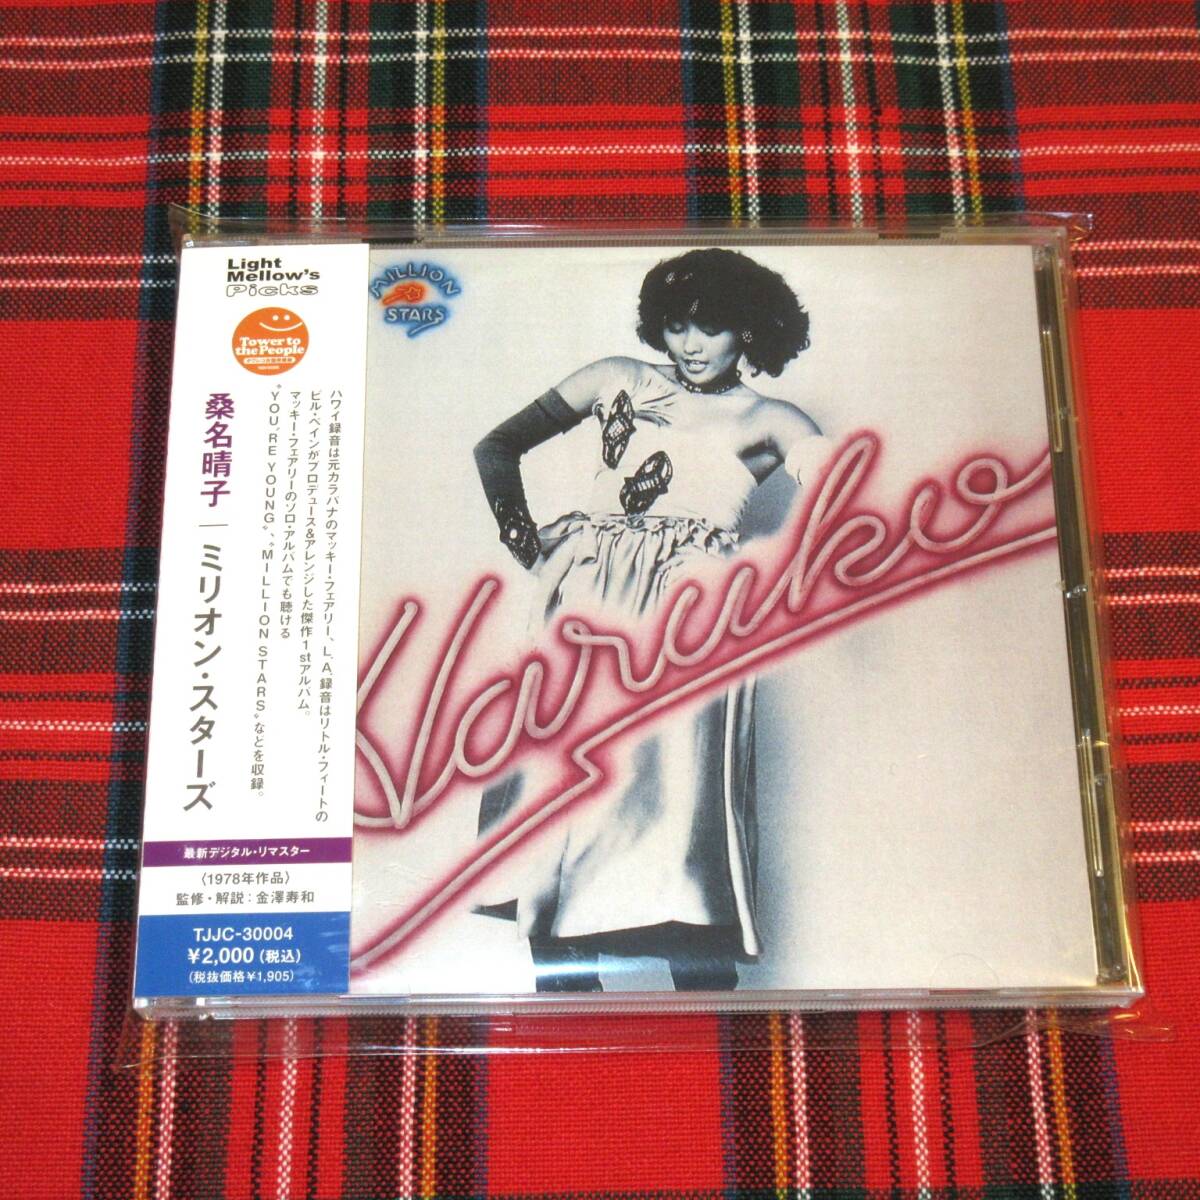 Light
Mellow's
Picks
Tower to
the People
桑名晴子｜ミリオン・スターズ
ハワイ録音は元カラパナのマッキー・フェアリー、L.A.録音はリトル・フィートの
ビル・ペインがプロデュース&アレンジした傑作1stアルバム。
マッキー・フェアリーのソロ・アルバムでも聴ける
"YOU'RE YOUNG"、"MILLION STARS"などを収録。
最新デジタル・リマスター
〈1978年作品〉
監修・解説：金澤寿和
TJJC-30004
¥2,000（税込）
（税抜価格¥1,905）
MILLION
STARS
Haruko